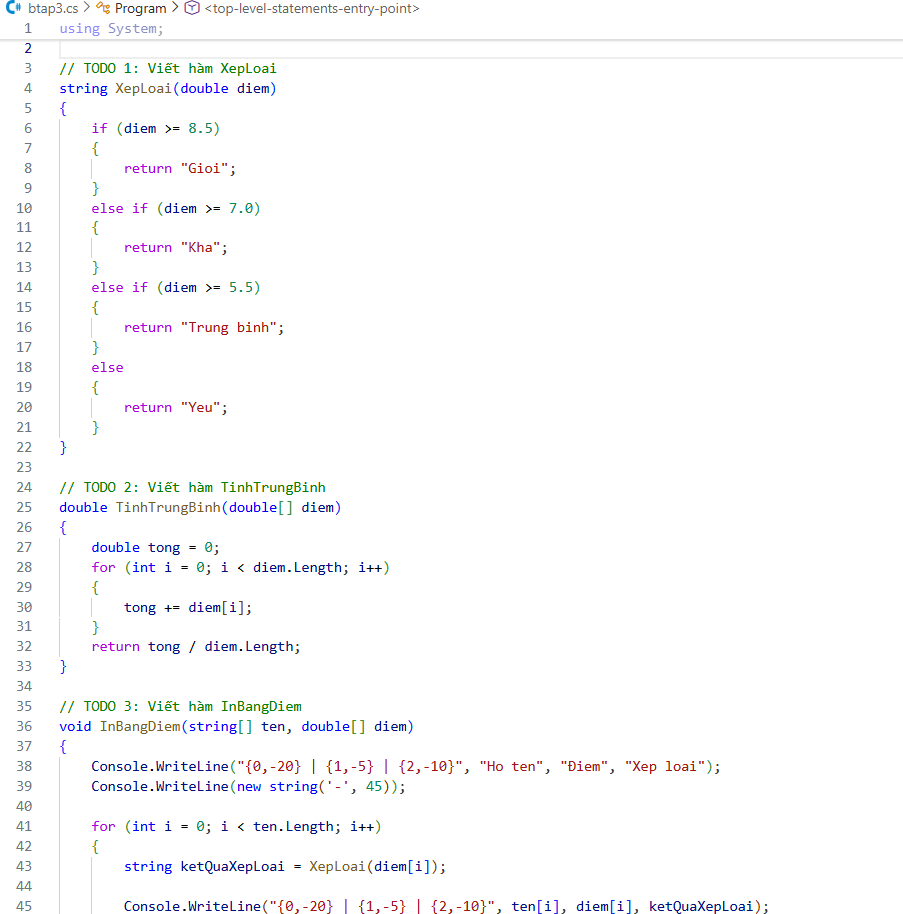 btap3.cs > Program > <top-level-statements-entry-point>
1 using System;
2
3 // TODO 1: Viết hàm XepLoai
4 string XepLoai(double diem)
5 {
6 if (diem >= 8.5)
7 {
8 return "Gioi";
9 }
10 else if (diem >= 7.0)
11 {
12 return "Kha";
13 }
14 else if (diem >= 5.5)
15 {
16 return "Trung binh";
17 }
18 else
19 {
20 return "Yeu";
21 }
22 }
23
24 // TODO 2: Viết hàm TinhTrungBinh
25 double TinhTrungBinh(double[] diem)
26 {
27 double tong = 0;
28 for (int i = 0; i < diem.Length; i++)
29 {
30 tong += diem[i];
31 }
32 return tong / diem.Length;
33 }
34
35 // TODO 3: Viết hàm InBangDiem
36 void InBangDiem(string[] ten, double[] diem)
37 {
38 Console.WriteLine("{0,-20} | {1,-5} | {2,-10}", "Ho ten", "Điem", "Xep loai");
39 Console.WriteLine(new string('-', 45));
40
41 for (int i = 0; i < ten.Length; i++)
42 {
43 string ketQuaXepLoai = XepLoai(diem[i]);
44
45 Console.WriteLine("{0,-20} | {1,-5} | {2,-10}", ten[i], diem[i], ketQuaXepLoai);